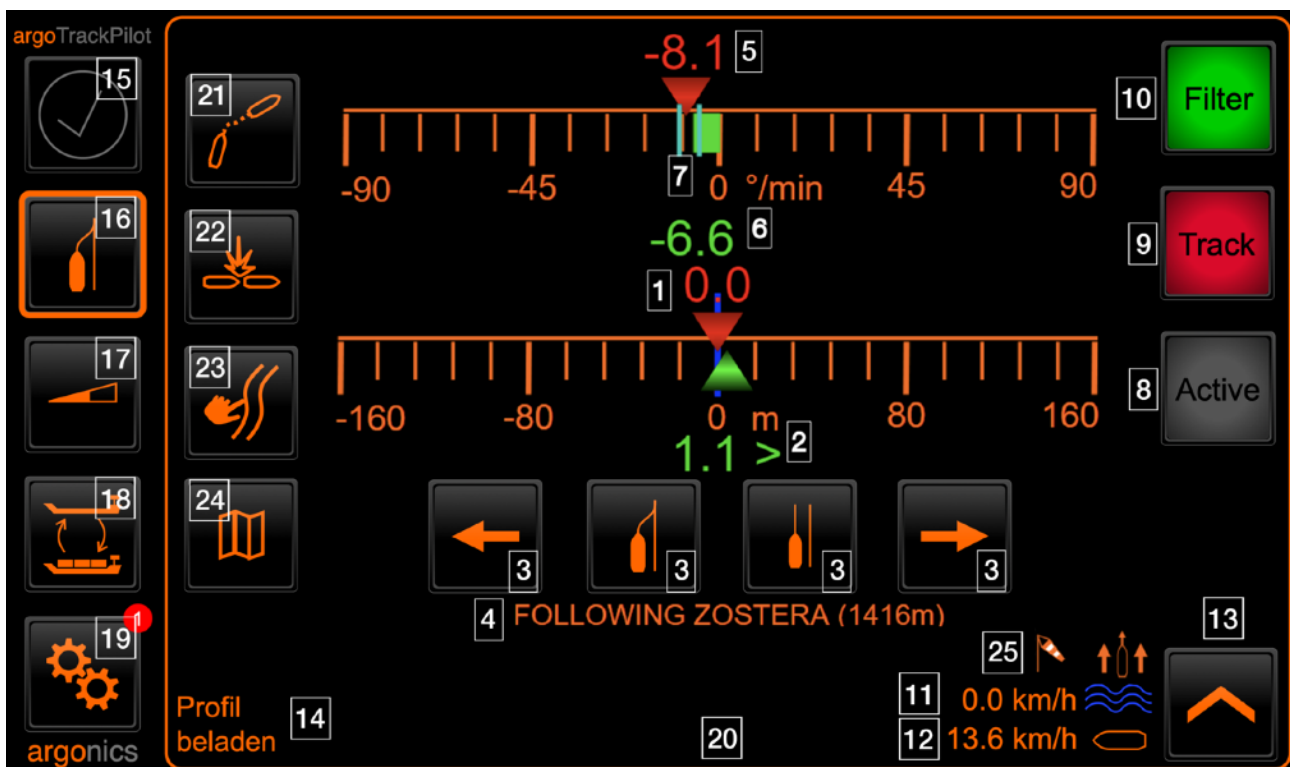 argoTrackPilot
15
16
17
18
1
19
argonics
21
22
23
24
-8.1 5
-90 -45 7 0 °/min 45 90
-6.6 6
1 0.0
-160 -80 0 m 80 160
1.1 > 2
3 3 3 3
4 FOLLOWING ZOSTERA (1416m)
10 Filter
9 Track
8 Active
13
25
11 0.0 km/h
12 13.6 km/h
Profil
beladen
14
20